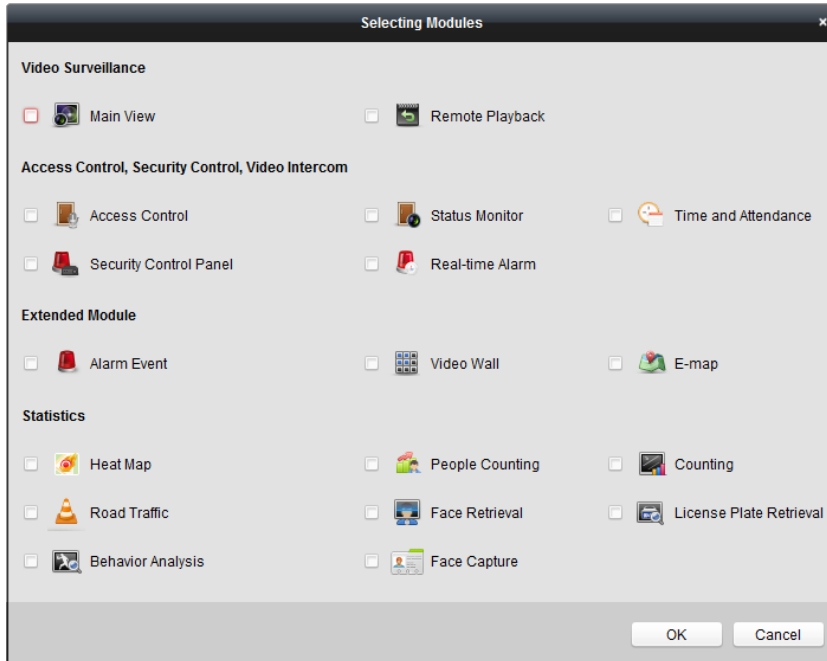 Selecting Modules
Video Surveillance
Main View
Remote Playback
Access Control, Security Control, Video Intercom
Access Control
Status Monitor
Time and Attendance
Security Control Panel
Real-time Alarm
Extended Module
Alarm Event
Video Wall
E-map
Statistics
Heat Map
People Counting
Counting
Road Traffic
Face Retrieval
License Plate Retrieval
Behavior Analysis
Face Capture
OK
Cancel